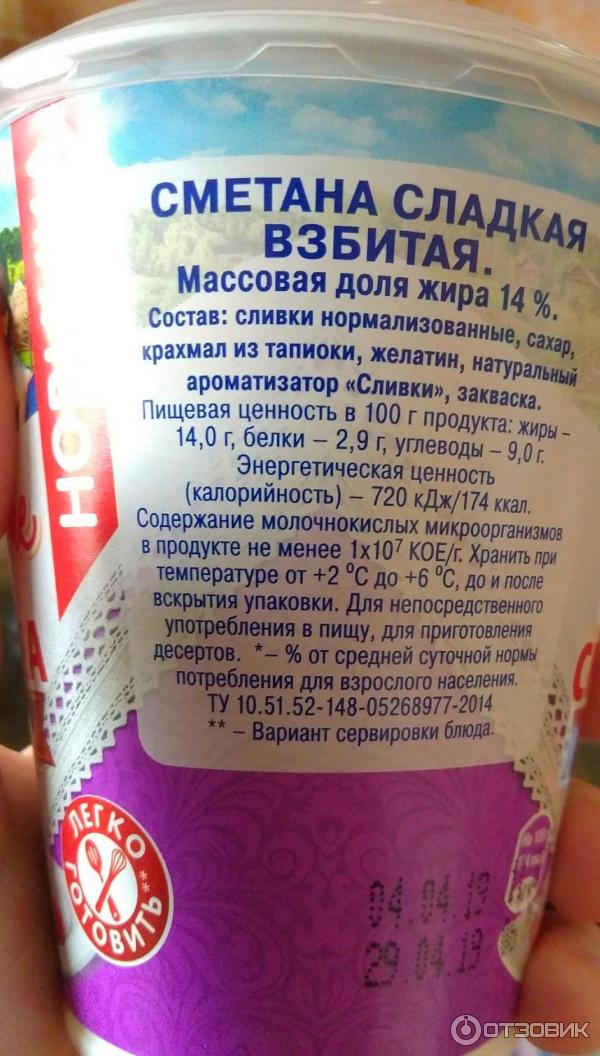 СМЕТАНА СЛАДКАЯ
ВЗБИТАЯ.
Массовая доля жира 14 %.
Состав: сливки нормализованные, сахар,
крахмал из тапиоки, желатин, натуральный
ароматизатор «Сливки», закваска.
Пищевая ценность в 100 г продукта: жиры –
14,0 г, белки – 2,9 г, углеводы – 9,0 г.
Энергетическая ценность
(калорийность) – 720 кДж/174 ккал.
Содержание молочнокислых микроорганизмов
в продукте не менее 1х10⁷ КОЕ/г. Хранить при
температуре от +2 ⁰С до +6 ⁰С, до и после
вскрытия упаковки. Для непосредственного
употребления в пищу, для приготовления
десертов. *– % от средней суточной нормы
потребления для взрослого населения.
ТУ 10.51.52-148-05268977-2014
** – Вариант сервировки блюда.
ЛЕГКО
ГОТОВИТЬ**
04.04.19
29.04.19
ОТЗОВИК